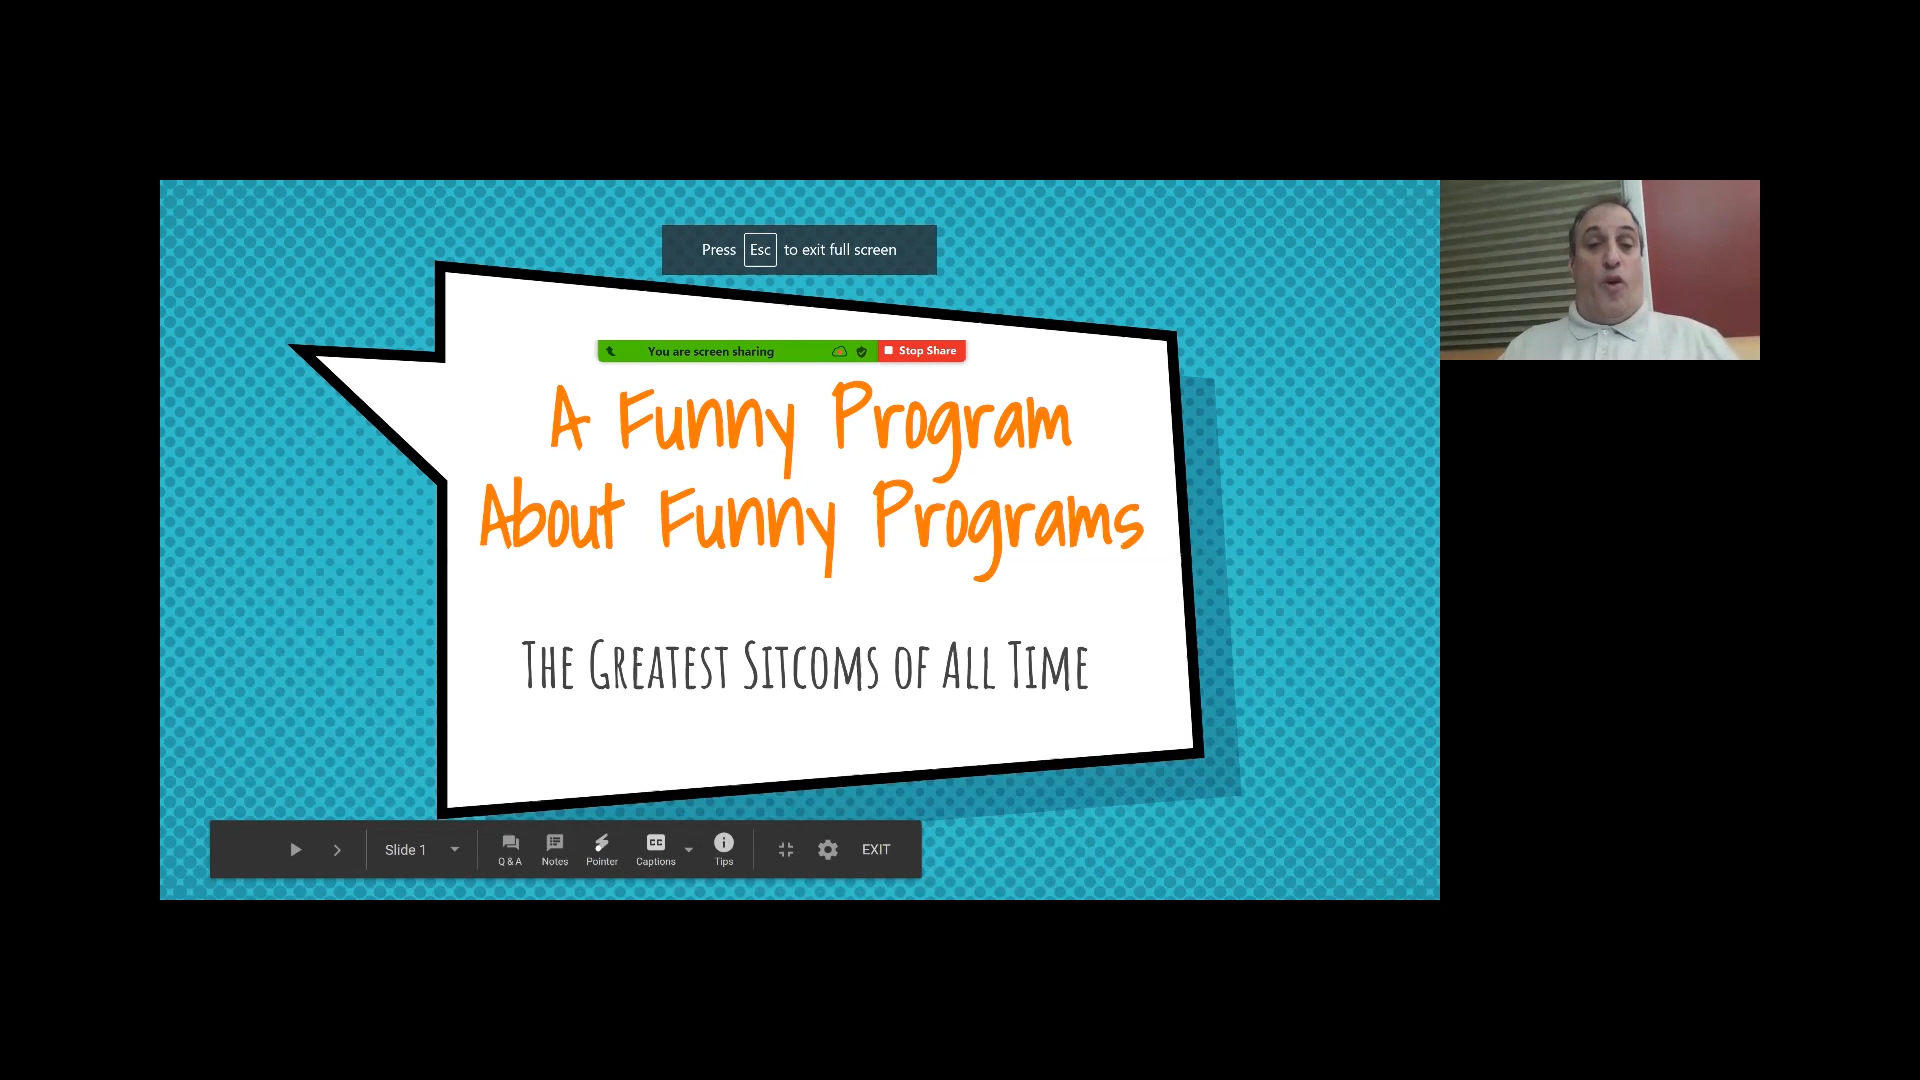 Press Esc to exit full screen
You are screen sharing
Stop Share
A Funny Program
About Funny Programs
The Greatest Sitcoms of All Time
Slide 1
Q & A
Notes
Pointer
CC
Captions
Tips
EXIT